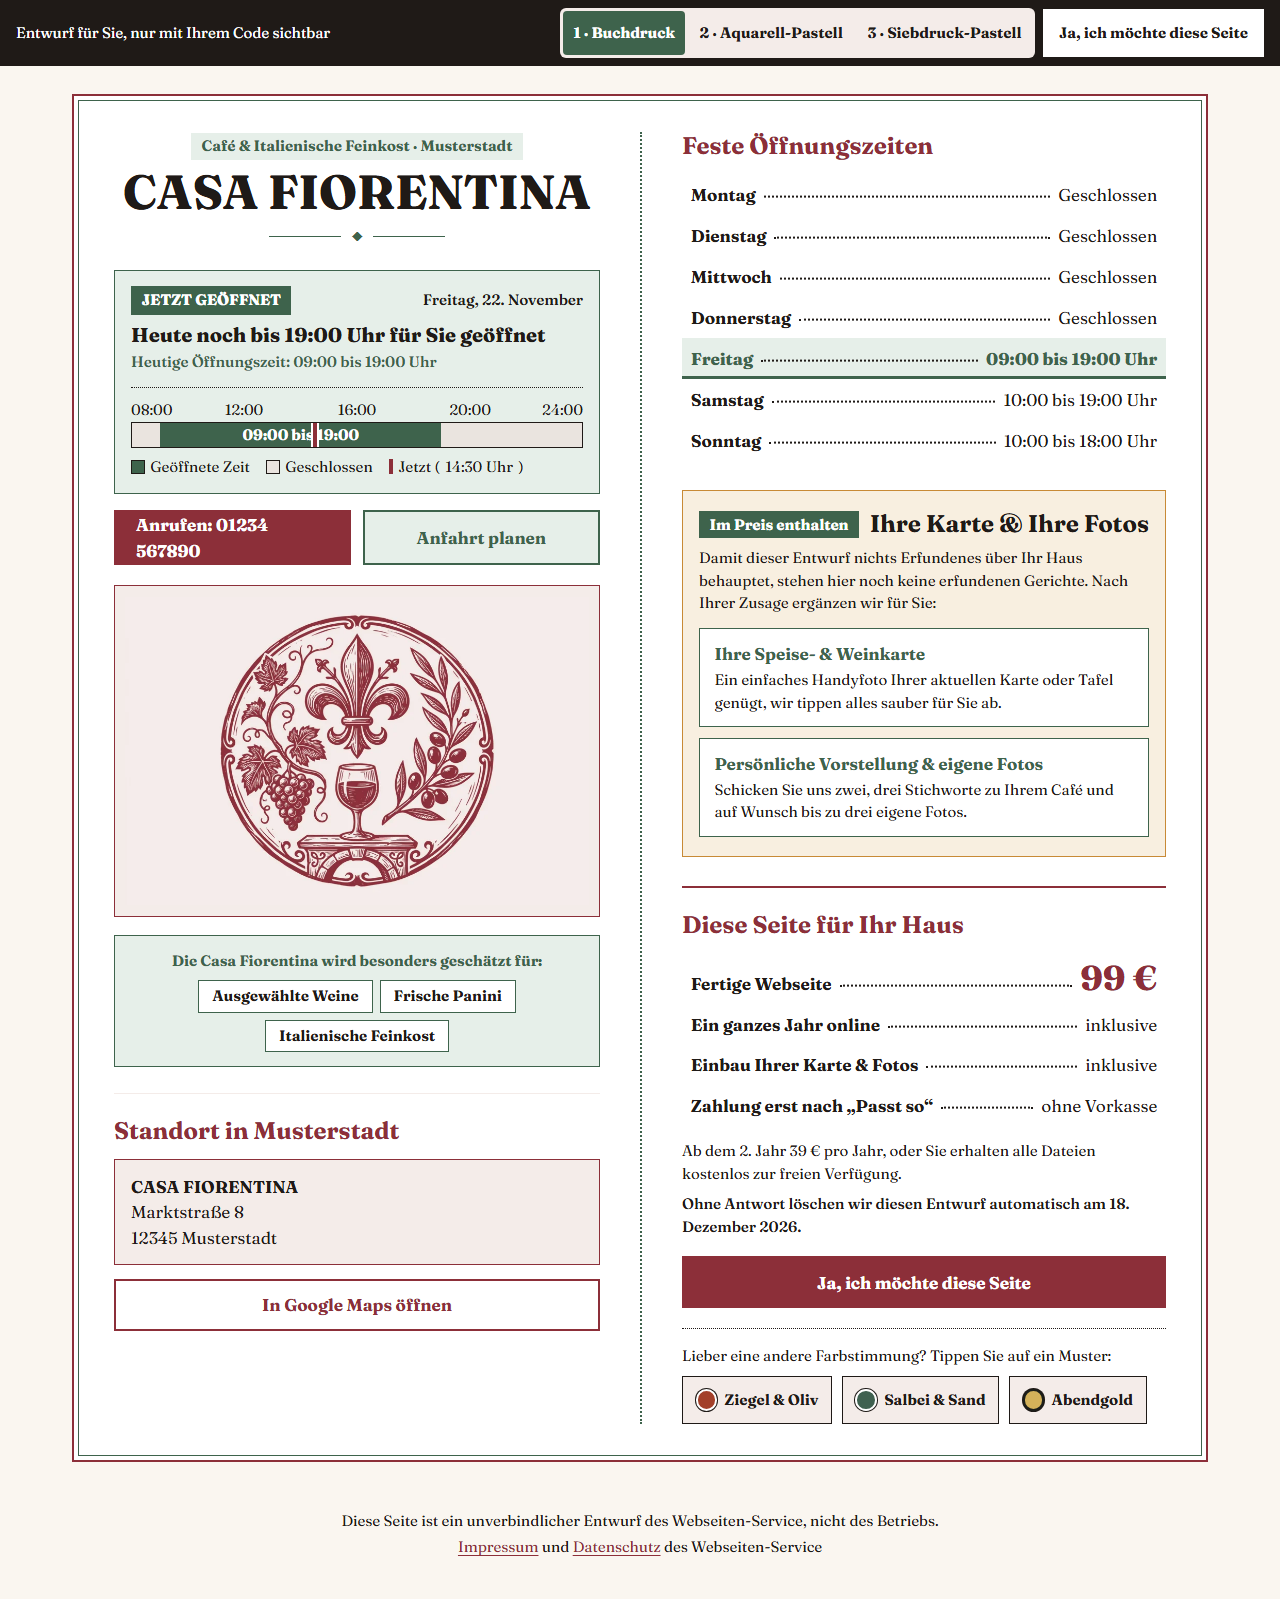 Entwurf für Sie, nur mit Ihrem Code sichtbar
1 · Buchdruck
2 · Aquarell-Pastell
3 · Siebdruck-Pastell
Ja, ich möchte diese Seite
Café & Italienische Feinkost · Musterstadt
CASA FIORENTINA
JETZT GEÖFFNET
Freitag, 22. November
Heute noch bis 19:00 Uhr für Sie geöffnet
Heutige Öffnungszeit: 09:00 bis 19:00 Uhr
08:00 12:00 16:00 20:00 24:00
09:00 bis 19:00
Geöffnete Zeit
Geschlossen
Jetzt ( 14:30 Uhr )
Anrufen: 01234
567890
Anfahrt planen
Die Casa Fiorentina wird besonders geschätzt für:
Ausgewählte Weine
Frische Panini
Italienische Feinkost
Standort in Musterstadt
CASA FIORENTINA
Marktstraße 8
12345 Musterstadt
In Google Maps öffnen
Feste Öffnungszeiten
Montag Geschlossen
Dienstag Geschlossen
Mittwoch Geschlossen
Donnerstag Geschlossen
Freitag 09:00 bis 19:00 Uhr
Samstag 10:00 bis 19:00 Uhr
Sonntag 10:00 bis 18:00 Uhr
Im Preis enthalten
Ihre Karte & Ihre Fotos
Damit dieser Entwurf nichts Erfundenes über Ihr Haus
behauptet, stehen hier noch keine erfundenen Gerichte. Nach
Ihrer Zusage ergänzen wir für Sie:
Ihre Speise- & Weinkarte
Ein einfaches Handyfoto Ihrer aktuellen Karte oder Tafel
genügt, wir tippen alles sauber für Sie ab.
Persönliche Vorstellung & eigene Fotos
Schicken Sie uns zwei, drei Stichworte zu Ihrem Café und
auf Wunsch bis zu drei eigene Fotos.
Diese Seite für Ihr Haus
Fertige Webseite 99 €
Ein ganzes Jahr online inklusive
Einbau Ihrer Karte & Fotos inklusive
Zahlung erst nach „Passt so“ ohne Vorkasse
Ab dem 2. Jahr 39 € pro Jahr, oder Sie erhalten alle Dateien
kostenlos zur freien Verfügung.
Ohne Antwort löschen wir diesen Entwurf automatisch am 18.
Dezember 2026.
Ja, ich möchte diese Seite
Lieber eine andere Farbstimmung? Tippen Sie auf ein Muster:
Ziegel & Oliv
Salbei & Sand
Abendgold
Diese Seite ist ein unverbindlicher Entwurf des Webseiten-Service, nicht des Betriebs.
Impressum und Datenschutz des Webseiten-Service